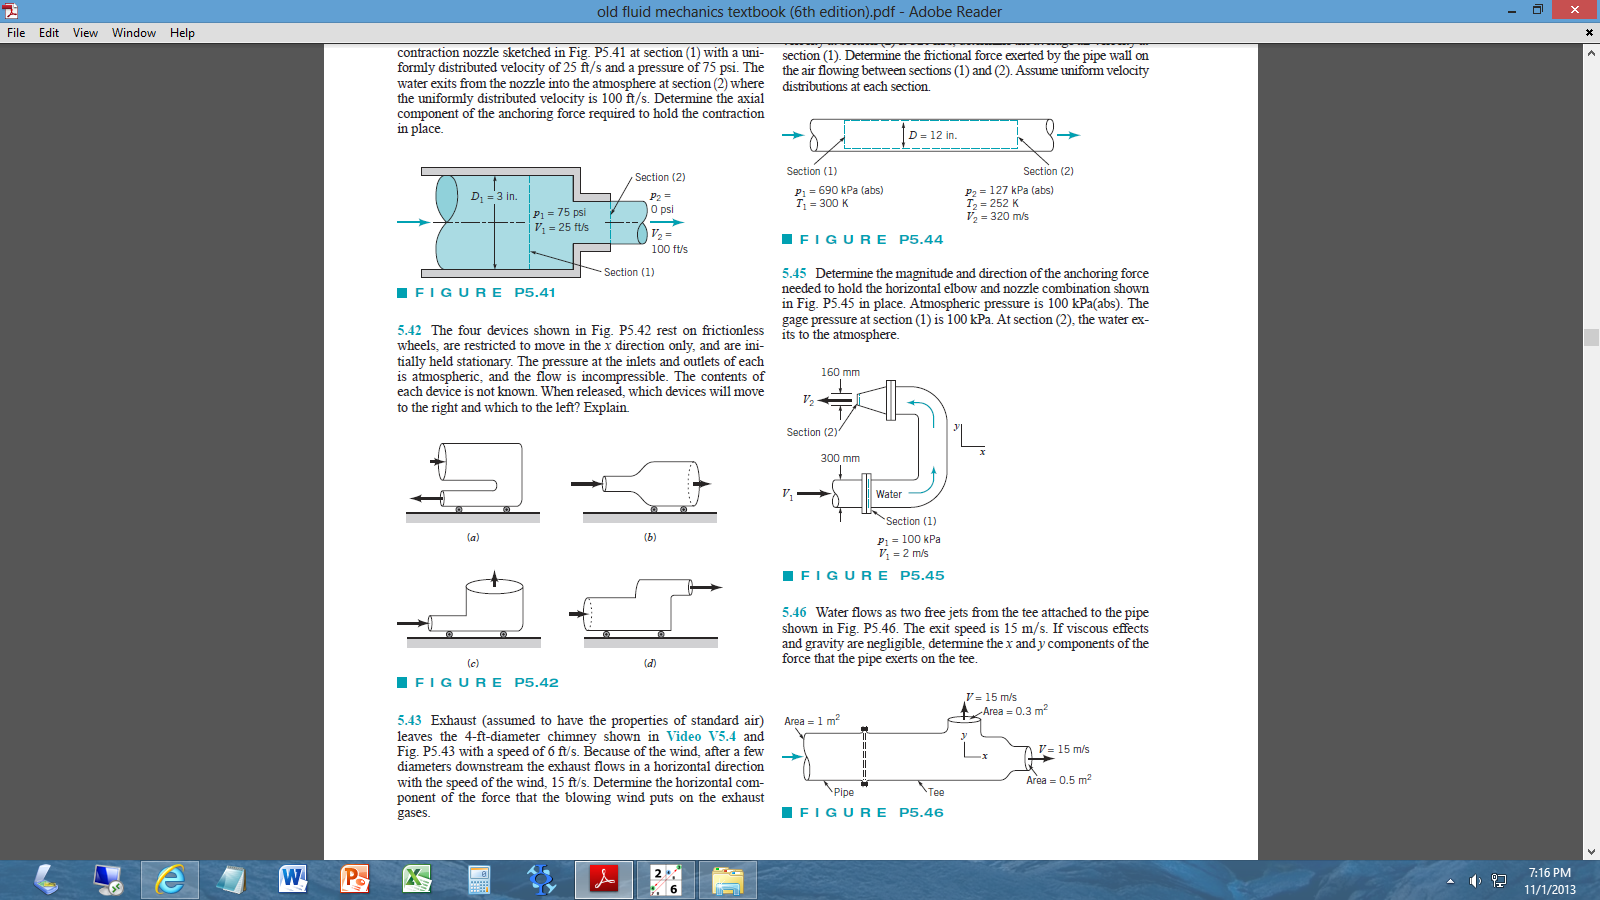 old fluid mechanics textbook (6th edition).pdf - Adobe Reader
File Edit View Window Help
contraction nozzle sketched in Fig. P5.41 at section (1) with a uni-
formly distributed velocity of 25 ft/s and a pressure of 75 psi. The
water exits from the nozzle into the atmosphere at section (2) where
the uniformly distributed velocity is 100 ft/s. Determine the axial
component of the anchoring force required to hold the contraction
in place.
Section (2)
D1 = 3 in.
p2 =
0 psi
p1 = 75 psi
V1 = 25 ft/s
V2 =
100 ft/s
Section (1)
FIGURE P5.41
5.42 The four devices shown in Fig. P5.42 rest on frictionless
wheels, are restricted to move in the x direction only, and are ini-
tially held stationary. The pressure at the inlets and outlets of each
is atmospheric, and the flow is incompressible. The contents of
each device is not known. When released, which devices will move
to the right and which to the left? Explain.
(a)
(b)
(c)
(d)
FIGURE P5.42
5.43 Exhaust (assumed to have the properties of standard air)
leaves the 4-ft-diameter chimney shown in Video V5.4 and
Fig. P5.43 with a speed of 6 ft/s. Because of the wind, after a few
diameters downstream the exhaust flows in a horizontal direction
with the speed of the wind, 15 ft/s. Determine the horizontal com-
ponent of the force that the blowing wind puts on the exhaust
gases.
section (1). Determine the frictional force exerted by the pipe wall on
the air flowing between sections (1) and (2). Assume uniform velocity
distributions at each section.
D = 12 in.
Section (1)
Section (2)
p1 = 690 kPa (abs)
T1 = 300 K
p2 = 127 kPa (abs)
T2 = 252 K
V2 = 320 m/s
FIGURE P5.44
5.45 Determine the magnitude and direction of the anchoring force
needed to hold the horizontal elbow and nozzle combination shown
in Fig. P5.45 in place. Atmospheric pressure is 100 kPa(abs). The
gage pressure at section (1) is 100 kPa. At section (2), the water ex-
its to the atmosphere.
160 mm
V2
Section (2)
y
x
300 mm
V1
Water
Section (1)
p1 = 100 kPa
V1 = 2 m/s
FIGURE P5.45
5.46 Water flows as two free jets from the tee attached to the pipe
shown in Fig. P5.46. The exit speed is 15 m/s. If viscous effects
and gravity are negligible, determine the x and y components of the
force that the pipe exerts on the tee.
V = 15 m/s
Area = 0.3 m²
Area = 1 m²
y
x
V = 15 m/s
Area = 0.5 m²
Pipe
Tee
FIGURE P5.46
2
6
7:16 PM
11/1/2013